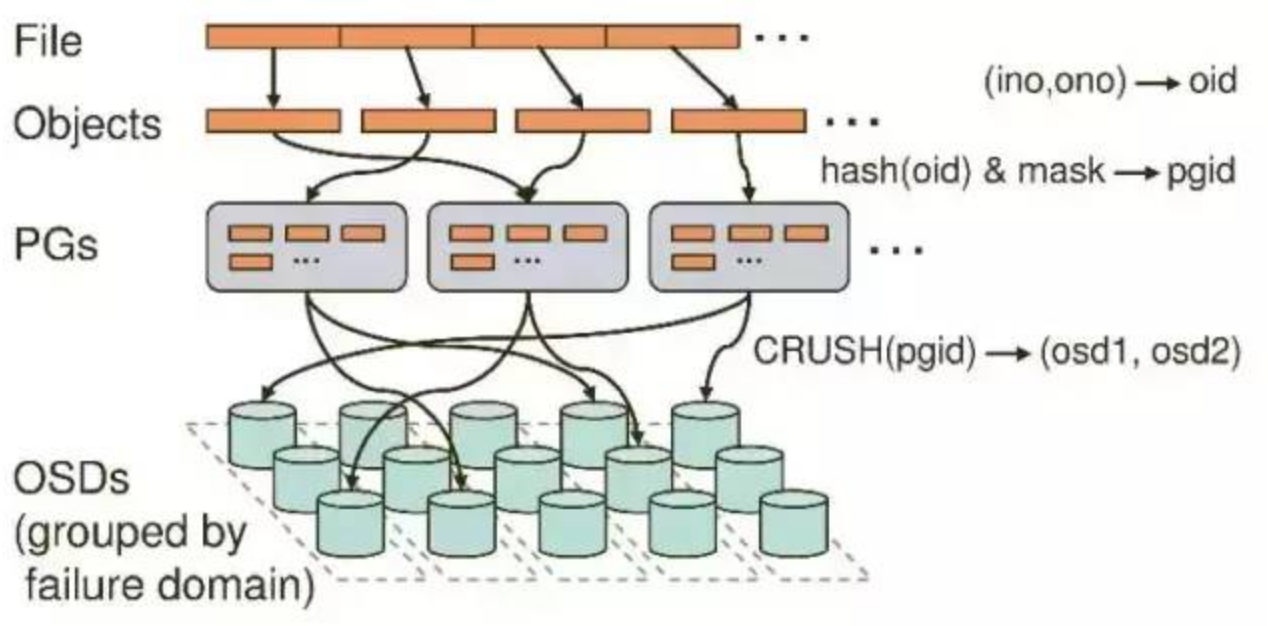 File
(ino,ono) → oid
Objects
hash(oid) & mask → pgid
PGs
CRUSH(pgid) → (osd1, osd2)
OSDs
(grouped by
failure domain)